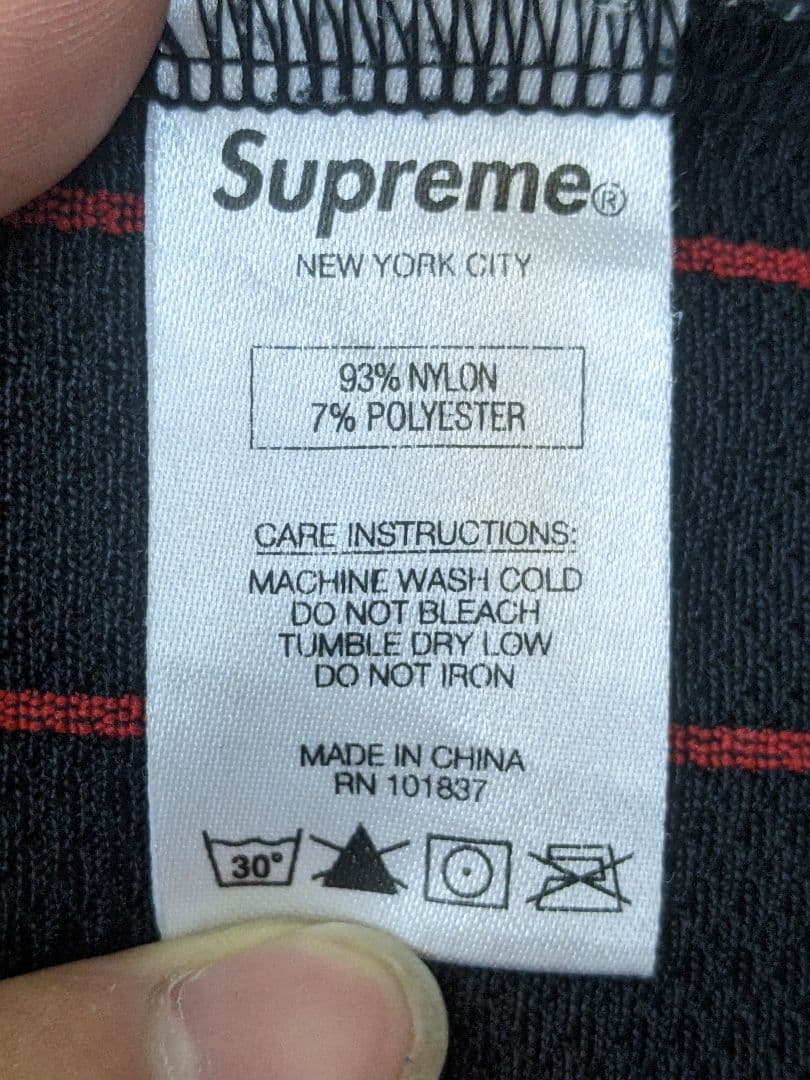 Supreme®
NEW YORK CITY
93% NYLON
7% POLYESTER
CARE INSTRUCTIONS:
MACHINE WASH COLD
DO NOT BLEACH
TUMBLE DRY LOW
DO NOT IRON
MADE IN CHINA
RN 101837
30°